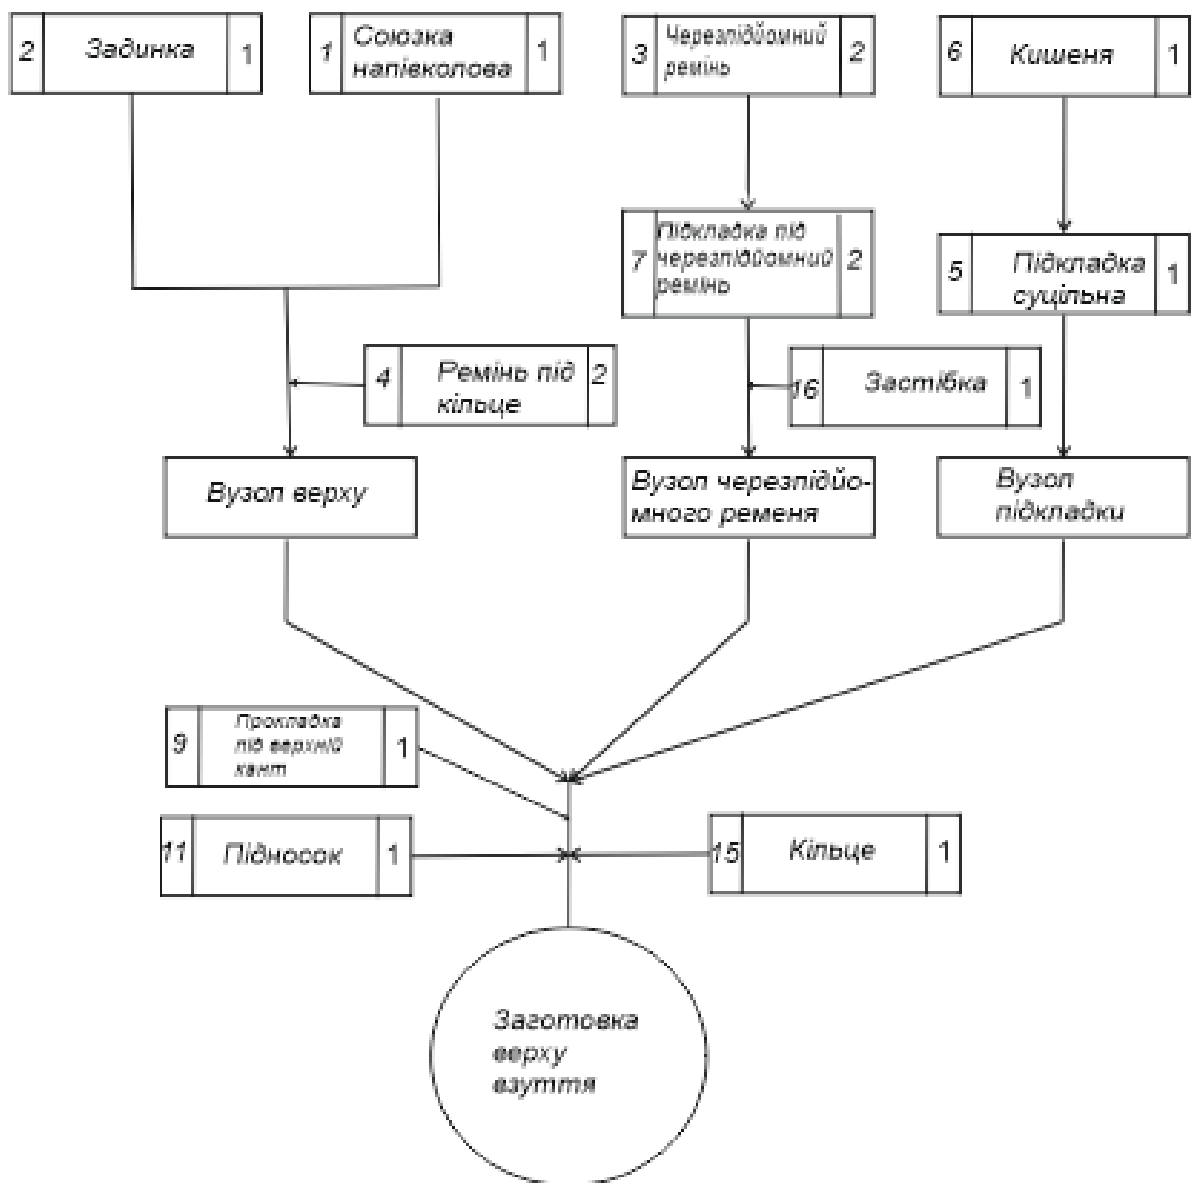 2 Задинка 1
1 Союзка 1
напівколова
3 Черезпідйомний 2
ремінь
6 Кишеня 1
7 Підкладка під 2
черезпідйомний
ремінь
5 Підкладка 1
суцільна
4 Ремінь під 2
кільце
16 Застібка 1
Вузол верху
Вузол черезпідйо-
много ременя
Вузол
підкладки
9 Прокладка 1
під верхній
кант
11 Підносок 1
15 Кільце 1
Заготовка
верху
взуття